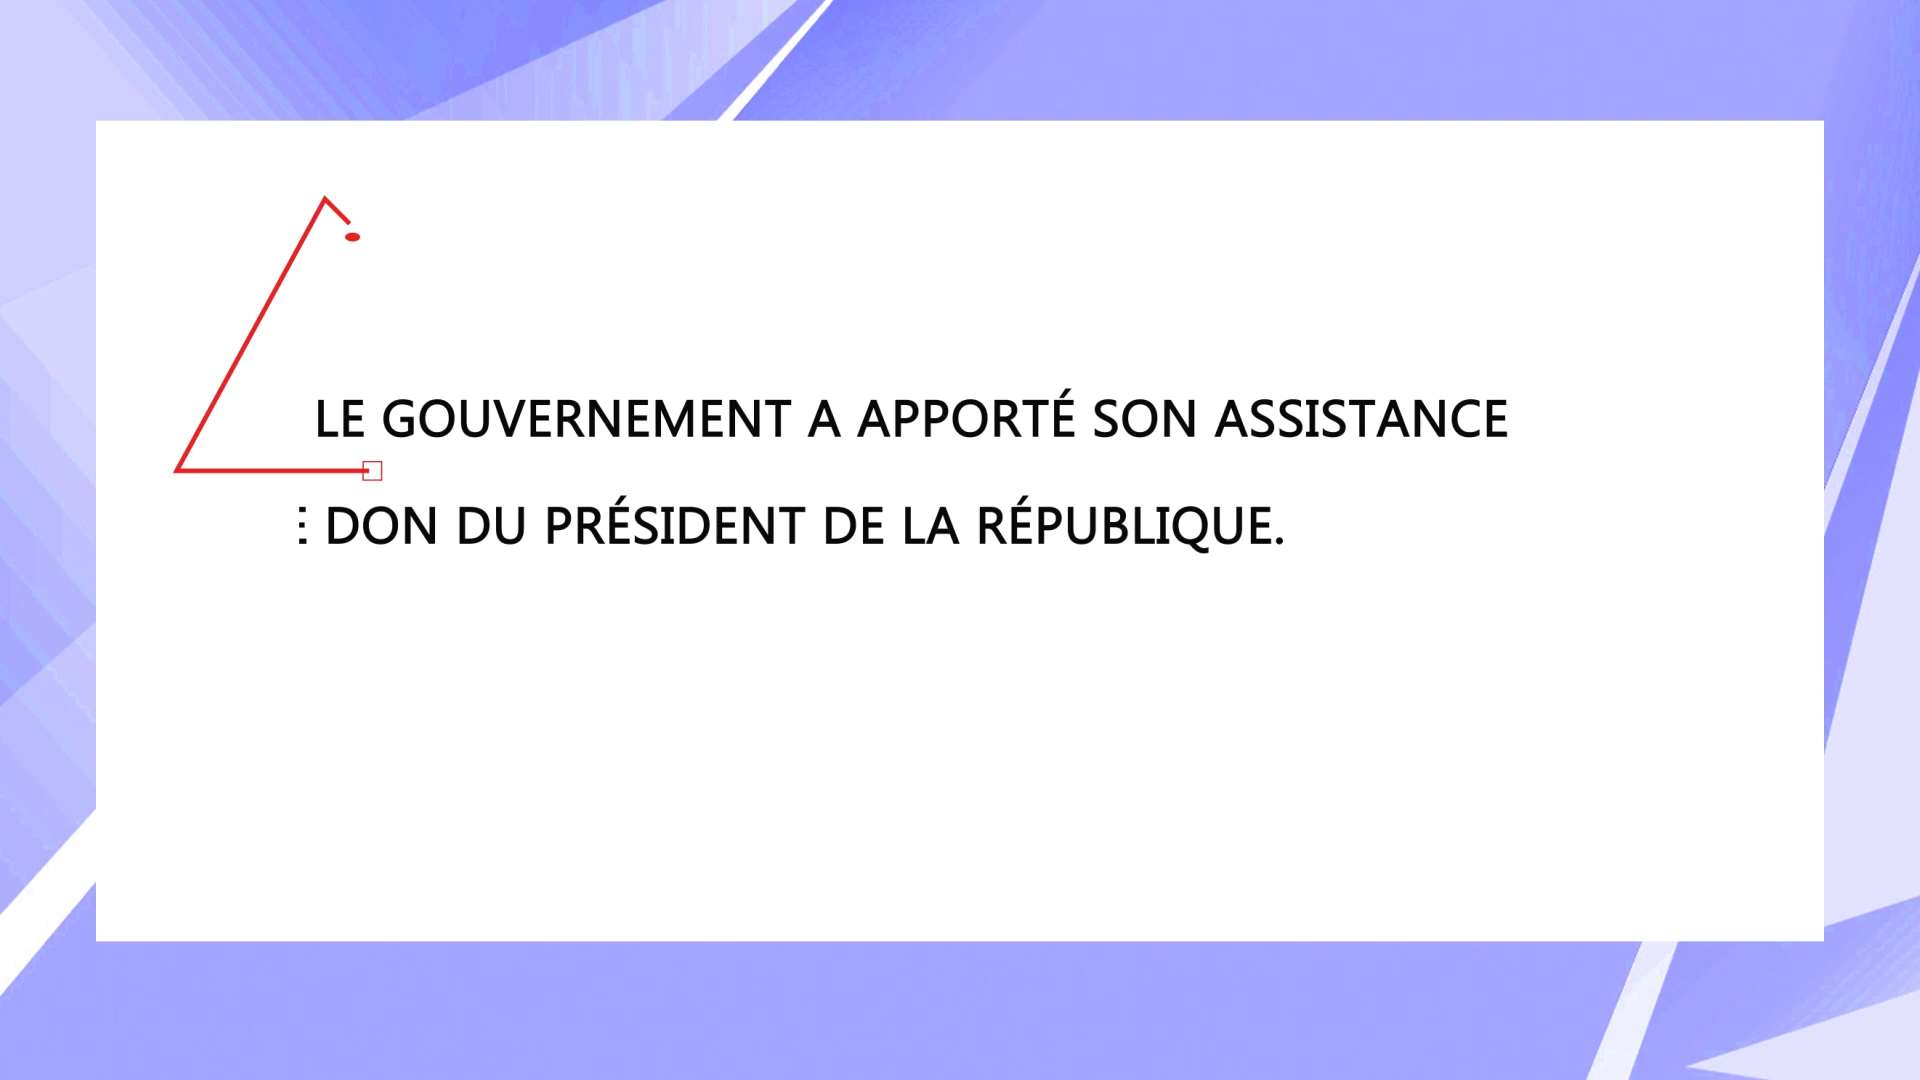 LE GOUVERNEMENT A APPORTÉ SON ASSISTANCE
⋮ DON DU PRÉSIDENT DE LA RÉPUBLIQUE.